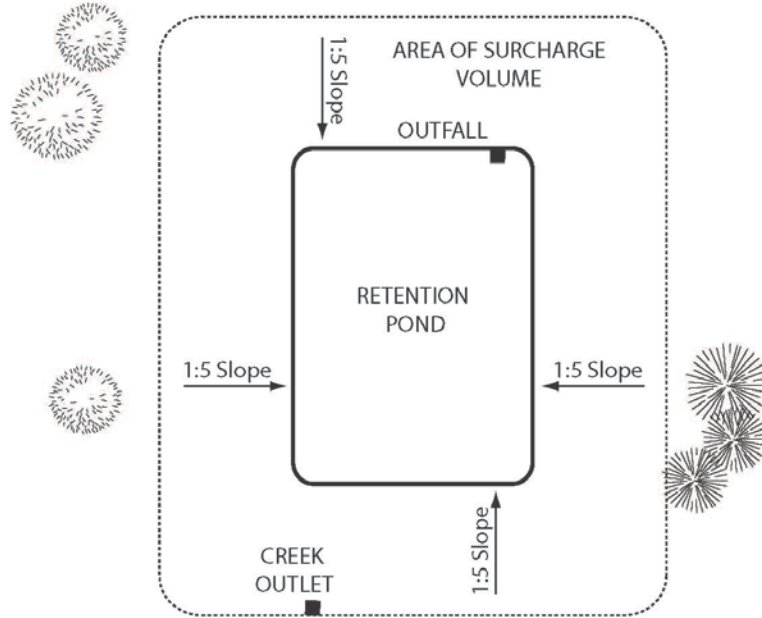 1:5 Slope
AREA OF SURCHARGE
VOLUME
OUTFALL
RETENTION
POND
1:5 Slope
1:5 Slope
1:5 Slope
CREEK
OUTLET